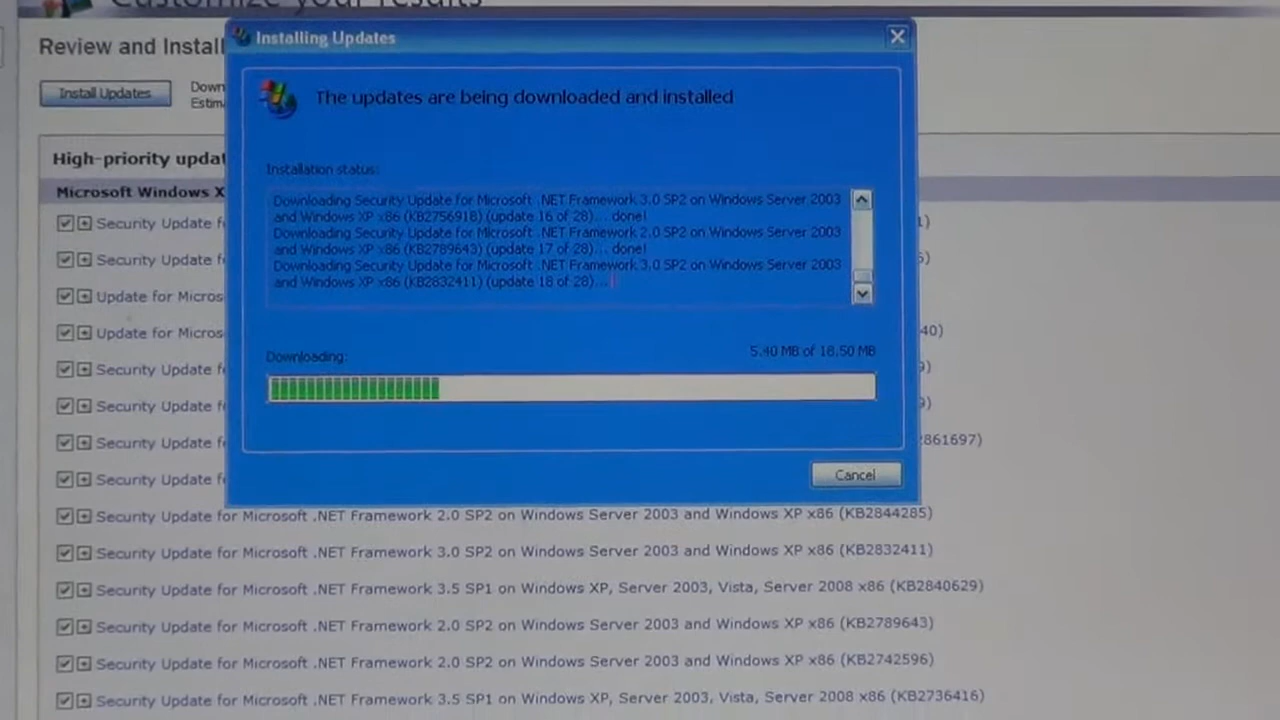 Customize your results
Review and Install
Installing Updates
Install Updates
Down
Estim
The updates are being downloaded and installed
High-priority updat
Installation status:
Microsoft Windows X
Downloading Security Update for Microsoft .NET Framework 3.0 SP2 on Windows Server 2003
and Windows XP x86 (KB2756918) (update 16 of 28)... done!
Downloading Security Update for Microsoft .NET Framework 2.0 SP2 on Windows Server 2003
and Windows XP x86 (KB2789643) (update 17 of 28)... done!
Downloading Security Update for Microsoft .NET Framework 3.0 SP2 on Windows Server 2003
and Windows XP x86 (KB2832411) (update 18 of 28)...
Security Update f
Security Update f
Update for Micros
Update for Micros 40)
Downloading:
5.40 MB of 18.50 MB
Security Update f 9)
Security Update f 9)
Security Update f 861697)
Security Update f
Cancel
Security Update for Microsoft .NET Framework 2.0 SP2 on Windows Server 2003 and Windows XP x86 (KB2844285)
Security Update for Microsoft .NET Framework 3.0 SP2 on Windows Server 2003 and Windows XP x86 (KB2832411)
Security Update for Microsoft .NET Framework 3.5 SP1 on Windows XP, Server 2003, Vista, Server 2008 x86 (KB2840629)
Security Update for Microsoft .NET Framework 2.0 SP2 on Windows Server 2003 and Windows XP x86 (KB2789643)
Security Update for Microsoft .NET Framework 2.0 SP2 on Windows Server 2003 and Windows XP x86 (KB2742596)
Security Update for Microsoft .NET Framework 3.5 SP1 on Windows XP, Server 2003, Vista, Server 2008 x86 (KB2736416)